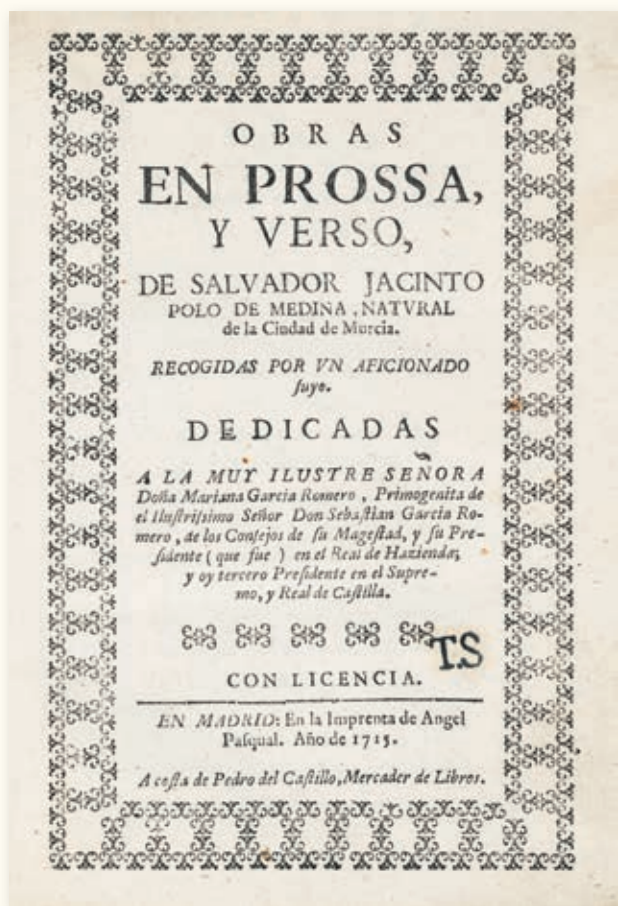 OBRAS
EN PROSSA,
Y VERSO,
DE SALVADOR JACINTO
POLO DE MEDINA, NATVRAL
de la Ciudad de Murcia.
RECOGIDAS POR VN AFICIONADO
ſuyo.
DEDICADAS
A LA MUY ILUSTRE SEÑORA
Doña Mariana Garcia Romero, Primogenita de
el Iluſtriſsimo Señor Don Sebaſtian Garcia Ro-
mero, de los Conſejos de ſu Mageſtad, y ſu Pre-
ſidente (que fue) en el Real de Hazienda;
y oy tercero Preſidente en el Supre-
mo, y Real de Caſtilla.
TS
CON LICENCIA.
EN MADRID: En la Imprenta de Angel
Paſqual. Año de 1715.
A coſta de Pedro del Caſtillo, Mercader de Libros.